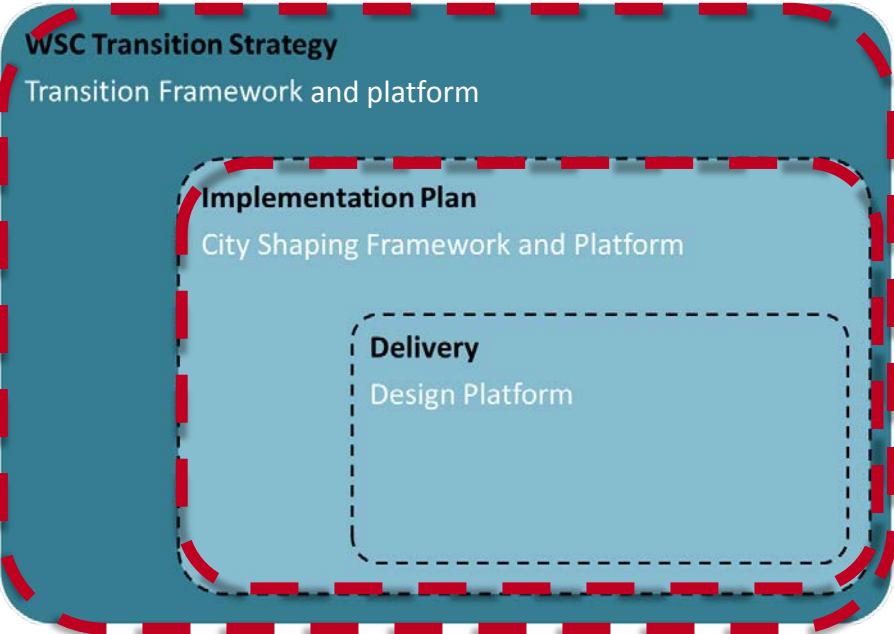 WSC Transition Strategy
Transition Framework and platform
Implementation Plan
City Shaping Framework and Platform
Delivery
Design Platform